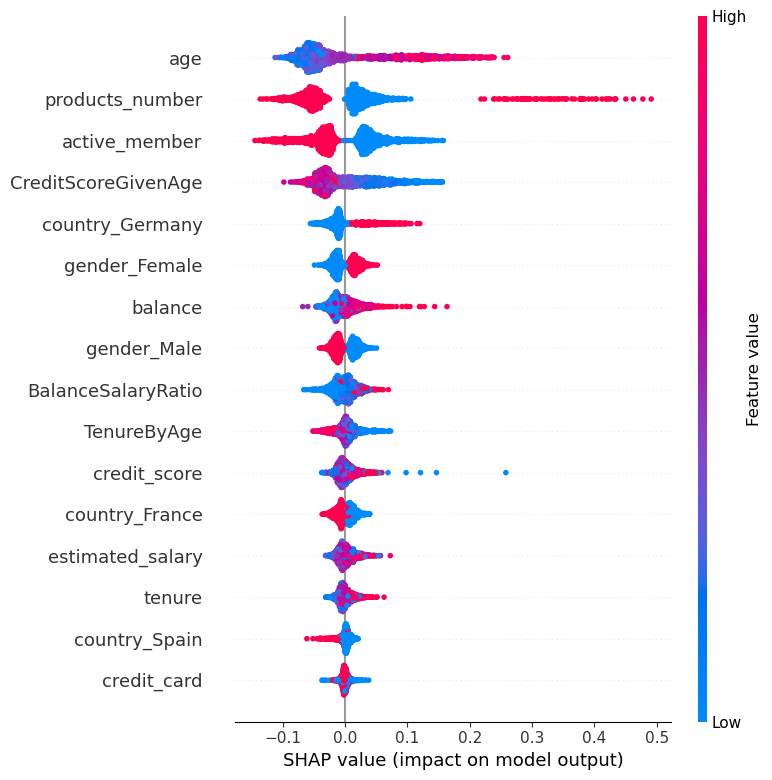 High
age
products_number
active_member
CreditScoreGivenAge
country_Germany
gender_Female
balance
gender_Male
BalanceSalaryRatio
TenureByAge
credit_score
country_France
estimated_salary
tenure
country_Spain
credit_card
Feature value
Low
−0.1 0.0 0.1 0.2 0.3 0.4 0.5
SHAP value (impact on model output)